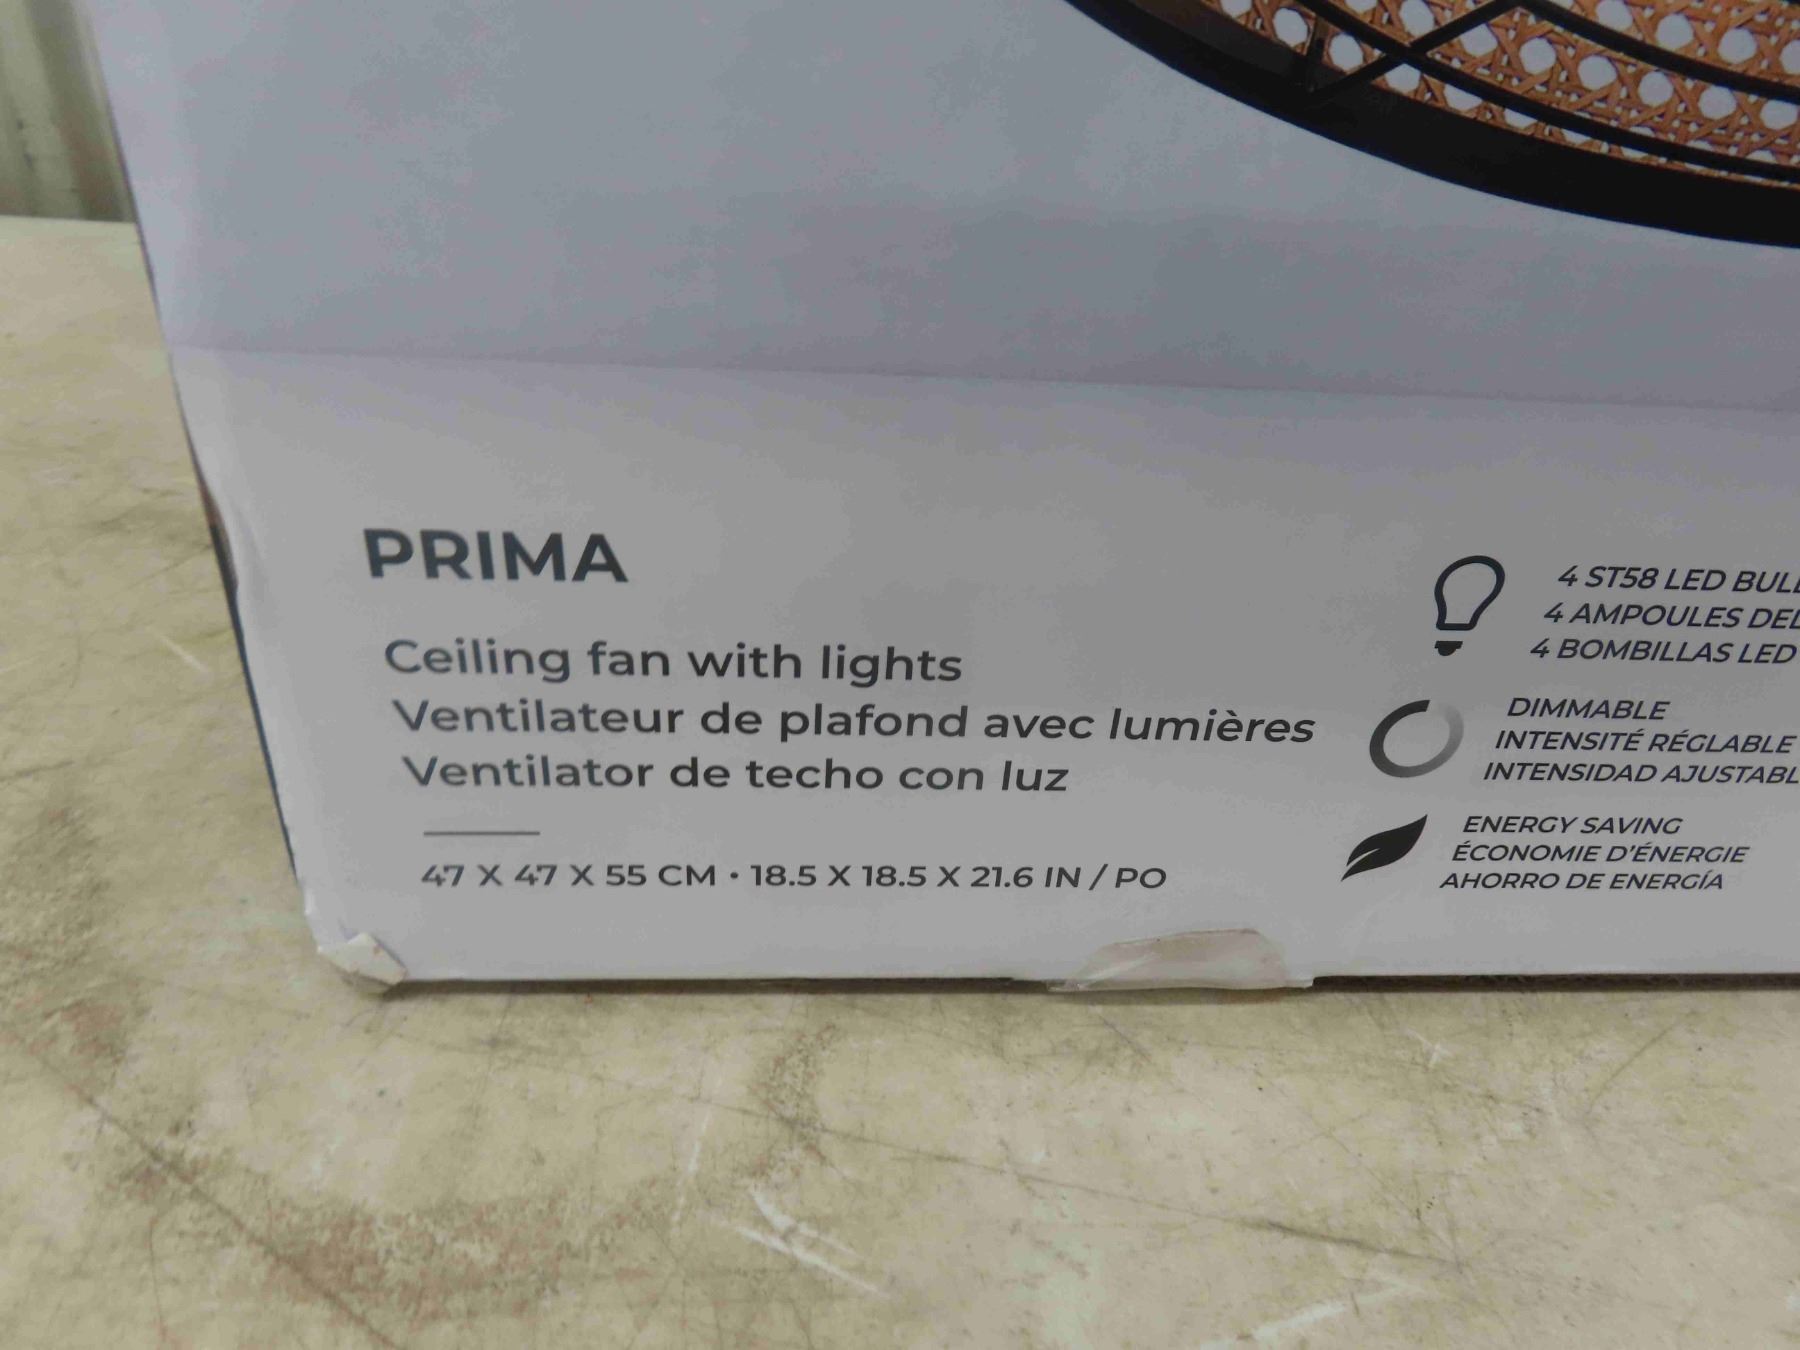 PRIMA
Ceiling fan with lights
Ventilateur de plafond avec lumières
Ventilator de techo con luz
47 X 47 X 55 CM • 18.5 X 18.5 X 21.6 IN / PO
4 ST58 LED
4 AMPOULES
4 BOMBILLAS LED
DIMMABLE
INTENSITÉ RÉGLABLE
INTENSIDAD
ENERGY SAVING
ÉCONOMIE D'ÉNERGIE
AHORRO DE ENERGÍA